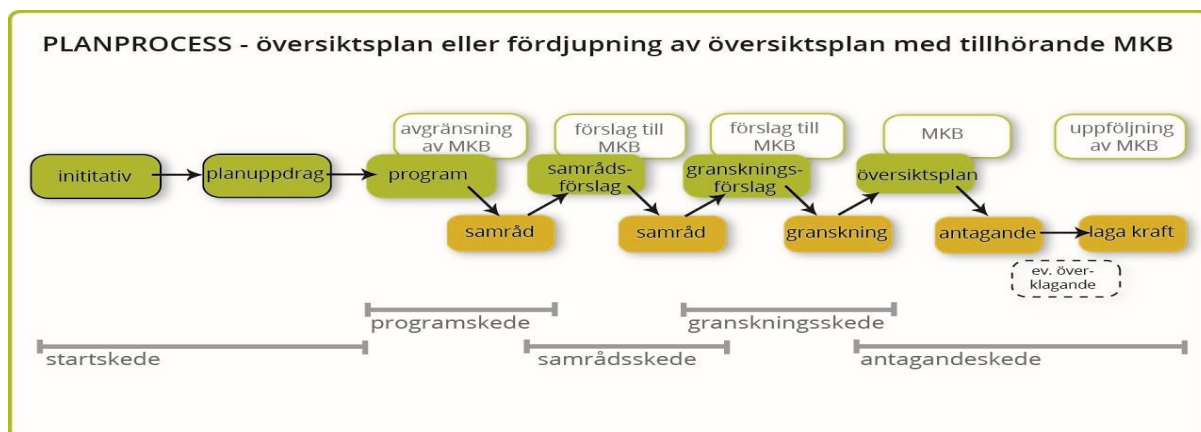 PLANPROCESS - översiktsplan eller fördjupning av översiktsplan med tillhörande MKB
avgränsning
av MKB
förslag till
MKB
förslag till
MKB
MKB
uppföljning
av MKB
inititativ
planuppdrag
program
samråds-
förslag
gransknings-
förslag
översiktsplan
samråd
samråd
granskning
antagande
laga kraft
ev. över-
klagande
programskede
granskningsskede
startskede
samrådsskede
antagandeskede